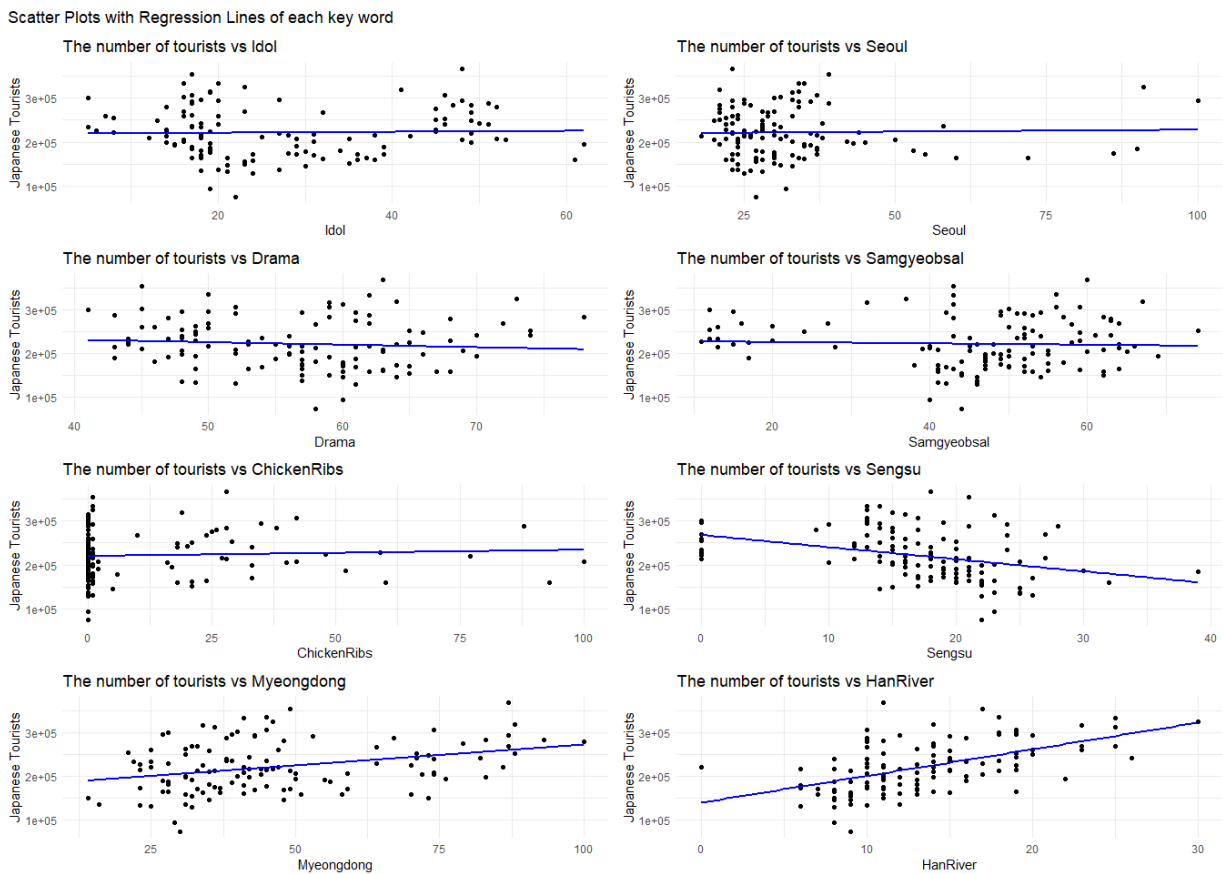 Scatter Plots with Regression Lines of each key word
The number of tourists vs Idol
Japanese Tourists
3e+05
2e+05
1e+05
20
40
60
Idol
The number of tourists vs Seoul
Japanese Tourists
3e+05
2e+05
1e+05
25
50
75
100
Seoul
The number of tourists vs Drama
Japanese Tourists
3e+05
2e+05
1e+05
40
50
60
70
Drama
The number of tourists vs Samgyeobsal
Japanese Tourists
3e+05
2e+05
1e+05
20
40
60
Samgyeobsal
The number of tourists vs ChickenRibs
Japanese Tourists
3e+05
2e+05
1e+05
0
25
50
75
100
ChickenRibs
The number of tourists vs Sengsu
Japanese Tourists
3e+05
2e+05
1e+05
0
10
20
30
40
Sengsu
The number of tourists vs Myeongdong
Japanese Tourists
3e+05
2e+05
1e+05
25
50
75
100
Myeongdong
The number of tourists vs HanRiver
Japanese Tourists
3e+05
2e+05
1e+05
0
10
20
30
HanRiver